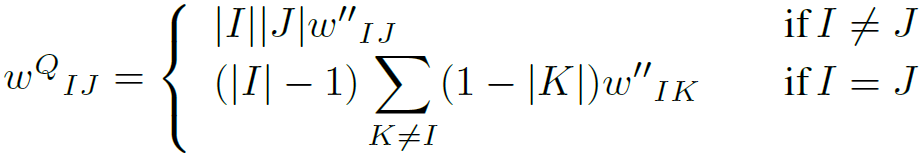 w^Q_{IJ} = { |I||J|w''_{IJ} if I ≠ J
(|I| − 1) ∑_{K≠I} (1 − |K|)w''_{IK} if I = J